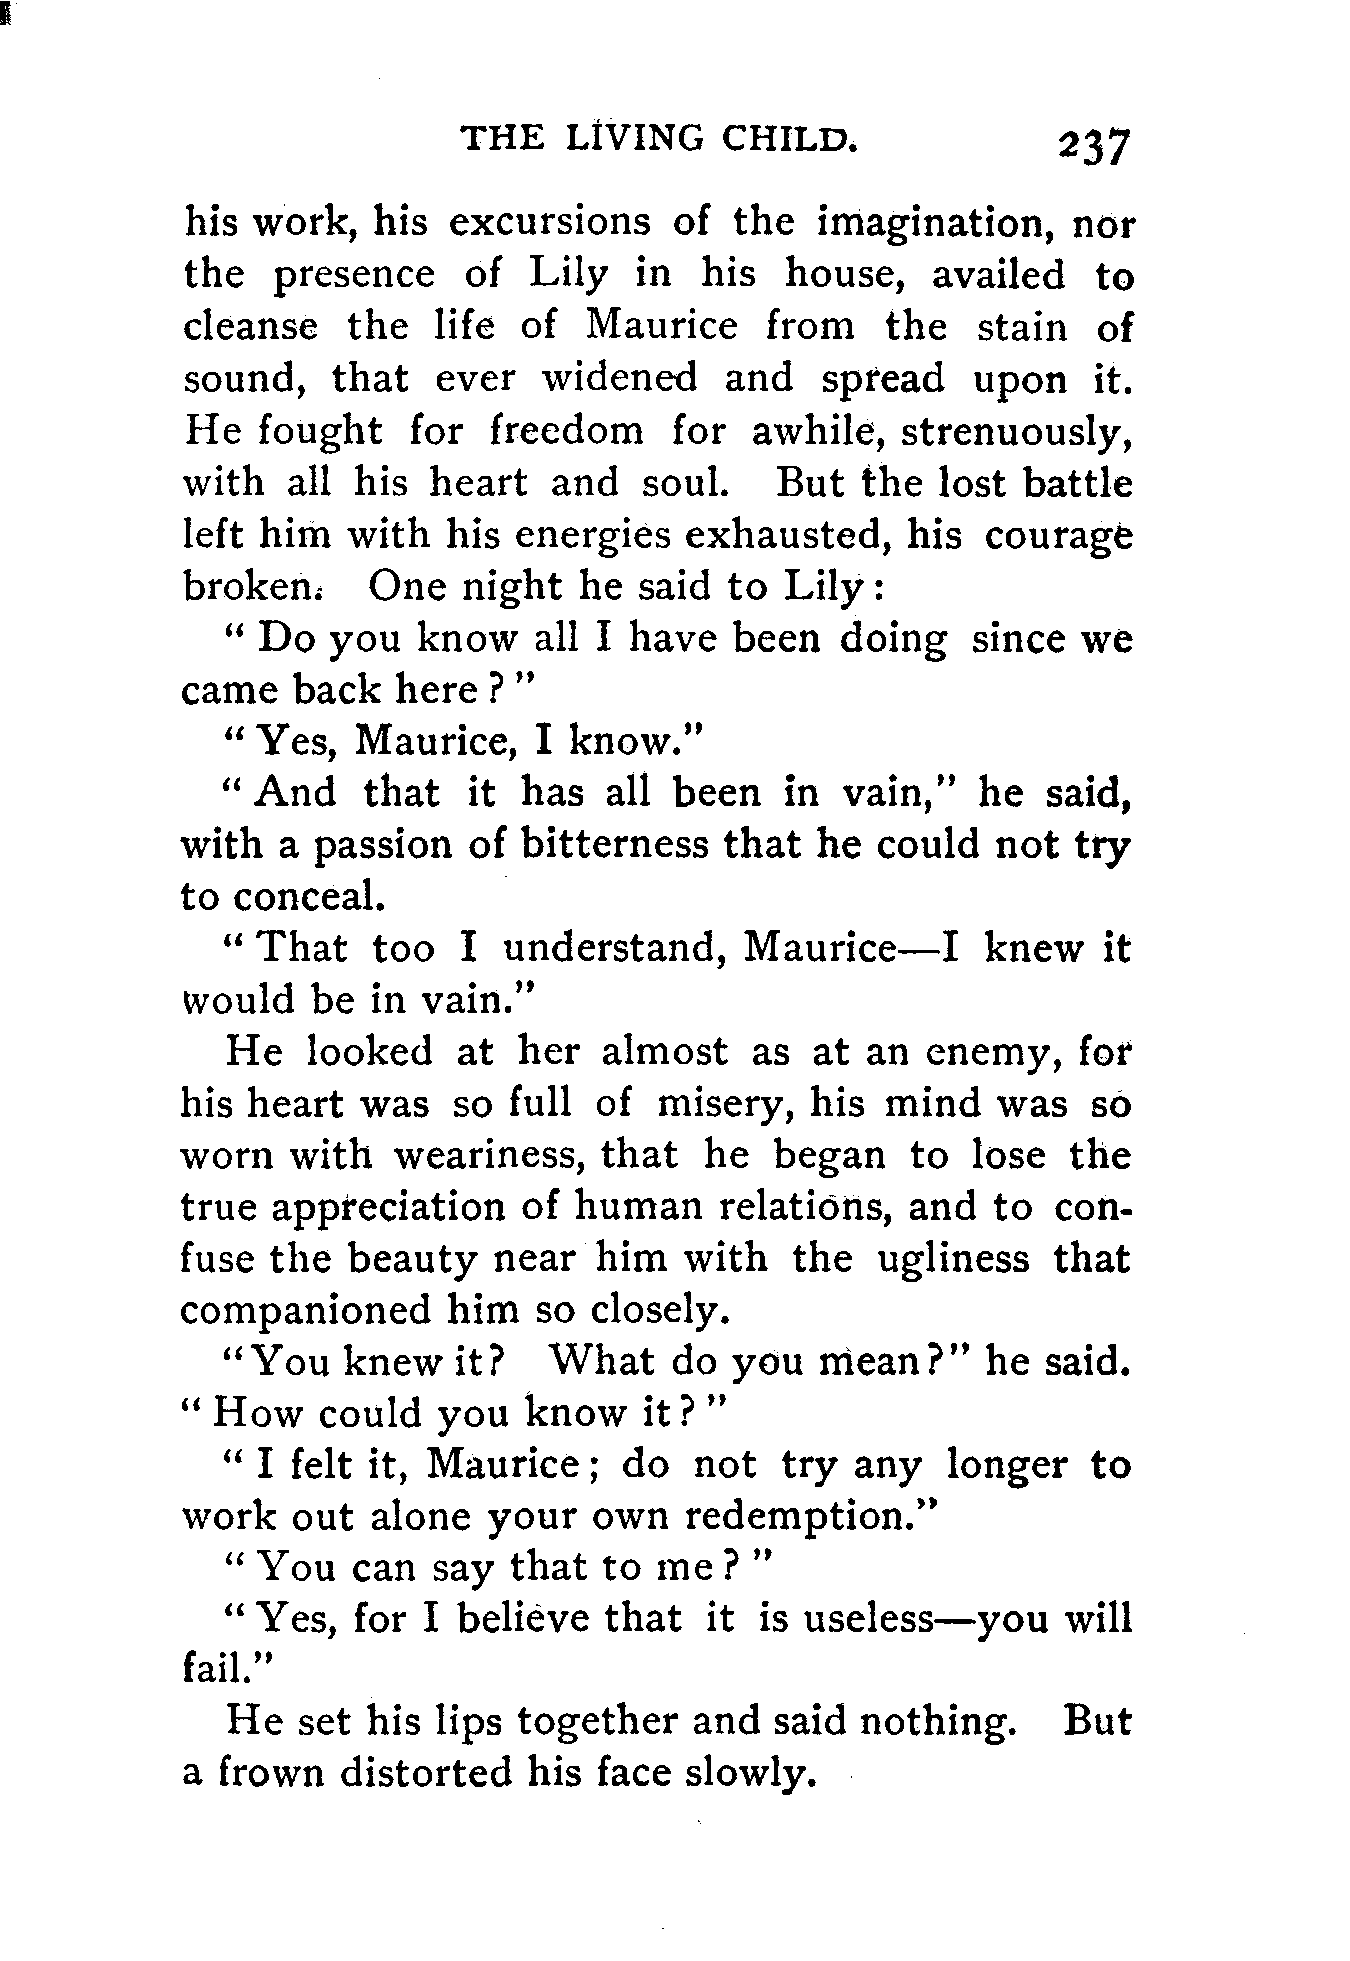 THE LIVING CHILD. 237
his work, his excursions of the imagination, nor
the presence of Lily in his house, availed to
cleanse the life of Maurice from the stain of
sound, that ever widened and spread upon it.
He fought for freedom for awhile, strenuously,
with all his heart and soul. But the lost battle
left him with his energies exhausted, his courage
broken. One night he said to Lily :
“ Do you know all I have been doing since we
came back here ? ”
“ Yes, Maurice, I know.”
“ And that it has all been in vain,” he said,
with a passion of bitterness that he could not try
to conceal.
“ That too I understand, Maurice—I knew it
would be in vain.”
He looked at her almost as at an enemy, for
his heart was so full of misery, his mind was so
worn with weariness, that he began to lose the
true appreciation of human relations, and to con-
fuse the beauty near him with the ugliness that
companioned him so closely.
“ You knew it? What do you mean?” he said.
“ How could you know it ? ”
“ I felt it, Maurice ; do not try any longer to
work out alone your own redemption.”
“ You can say that to me ? ”
“ Yes, for I believe that it is useless—you will
fail.”
He set his lips together and said nothing. But
a frown distorted his face slowly.